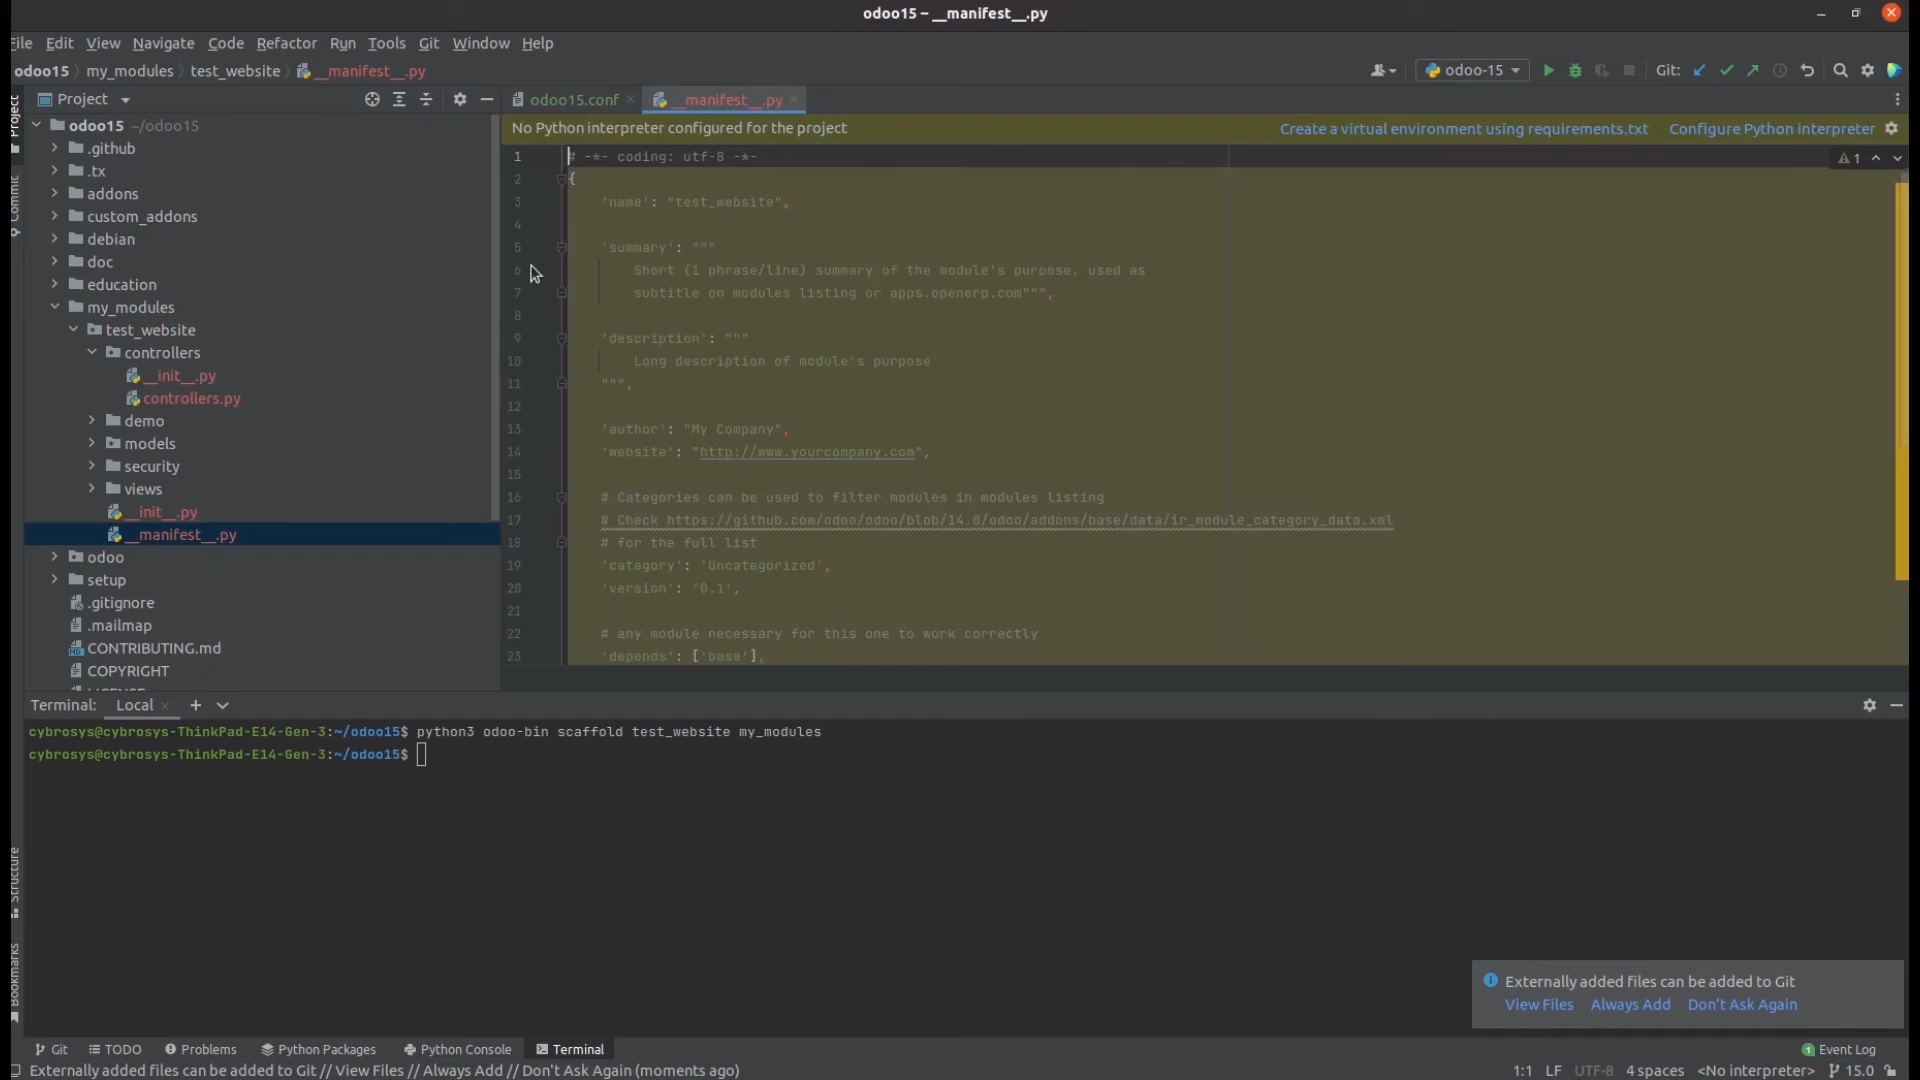 odoo15 – __manifest__.py
File Edit View Navigate Code Refactor Run Tools Git Window Help
odoo15 my_modules test_website __manifest__.py
odoo-15
Git:
Project
odoo15.conf
__manifest__.py
No Python interpreter configured for the project
Create a virtual environment using requirements.txt
Configure Python interpreter
Project
Commit
Structure
Bookmarks
odoo15 ~/odoo15
.github
.tx
addons
custom_addons
debian
doc
education
my_modules
test_website
controllers
__init__.py
controllers.py
demo
models
security
views
__init__.py
__manifest__.py
odoo
setup
.gitignore
.mailmap
CONTRIBUTING.md
COPYRIGHT
LICENSE
1
1 # -*- coding: utf-8 -*-
2 {
3 'name': "test_website",
4
5 'summary': """
6 Short (1 phrase/line) summary of the module's purpose, used as
7 subtitle on modules listing or apps.openerp.com""",
8
9 'description': """
10 Long description of module's purpose
11 """,
12
13 'author': "My Company",
14 'website': "http://www.yourcompany.com",
15
16 # Categories can be used to filter modules in modules listing
17 # Check https://github.com/odoo/odoo/blob/14.0/odoo/addons/base/data/ir_module_category_data.xml
18 # for the full list
19 'category': 'Uncategorized',
20 'version': '0.1',
21
22 # any module necessary for this one to work correctly
23 'depends': ['base'],
Terminal: Local
cybrosys@cybrosys-ThinkPad-E14-Gen-3:~/odoo15$ python3 odoo-bin scaffold test_website my_modules
cybrosys@cybrosys-ThinkPad-E14-Gen-3:~/odoo15$
Externally added files can be added to Git
View Files Always Add Don't Ask Again
Git TODO Problems Python Packages Python Console Terminal
1 Event Log
Externally added files can be added to Git // View Files // Always Add // Don't Ask Again (moments ago)
1:1 LF UTF-8 4 spaces <No interpreter> 15.0